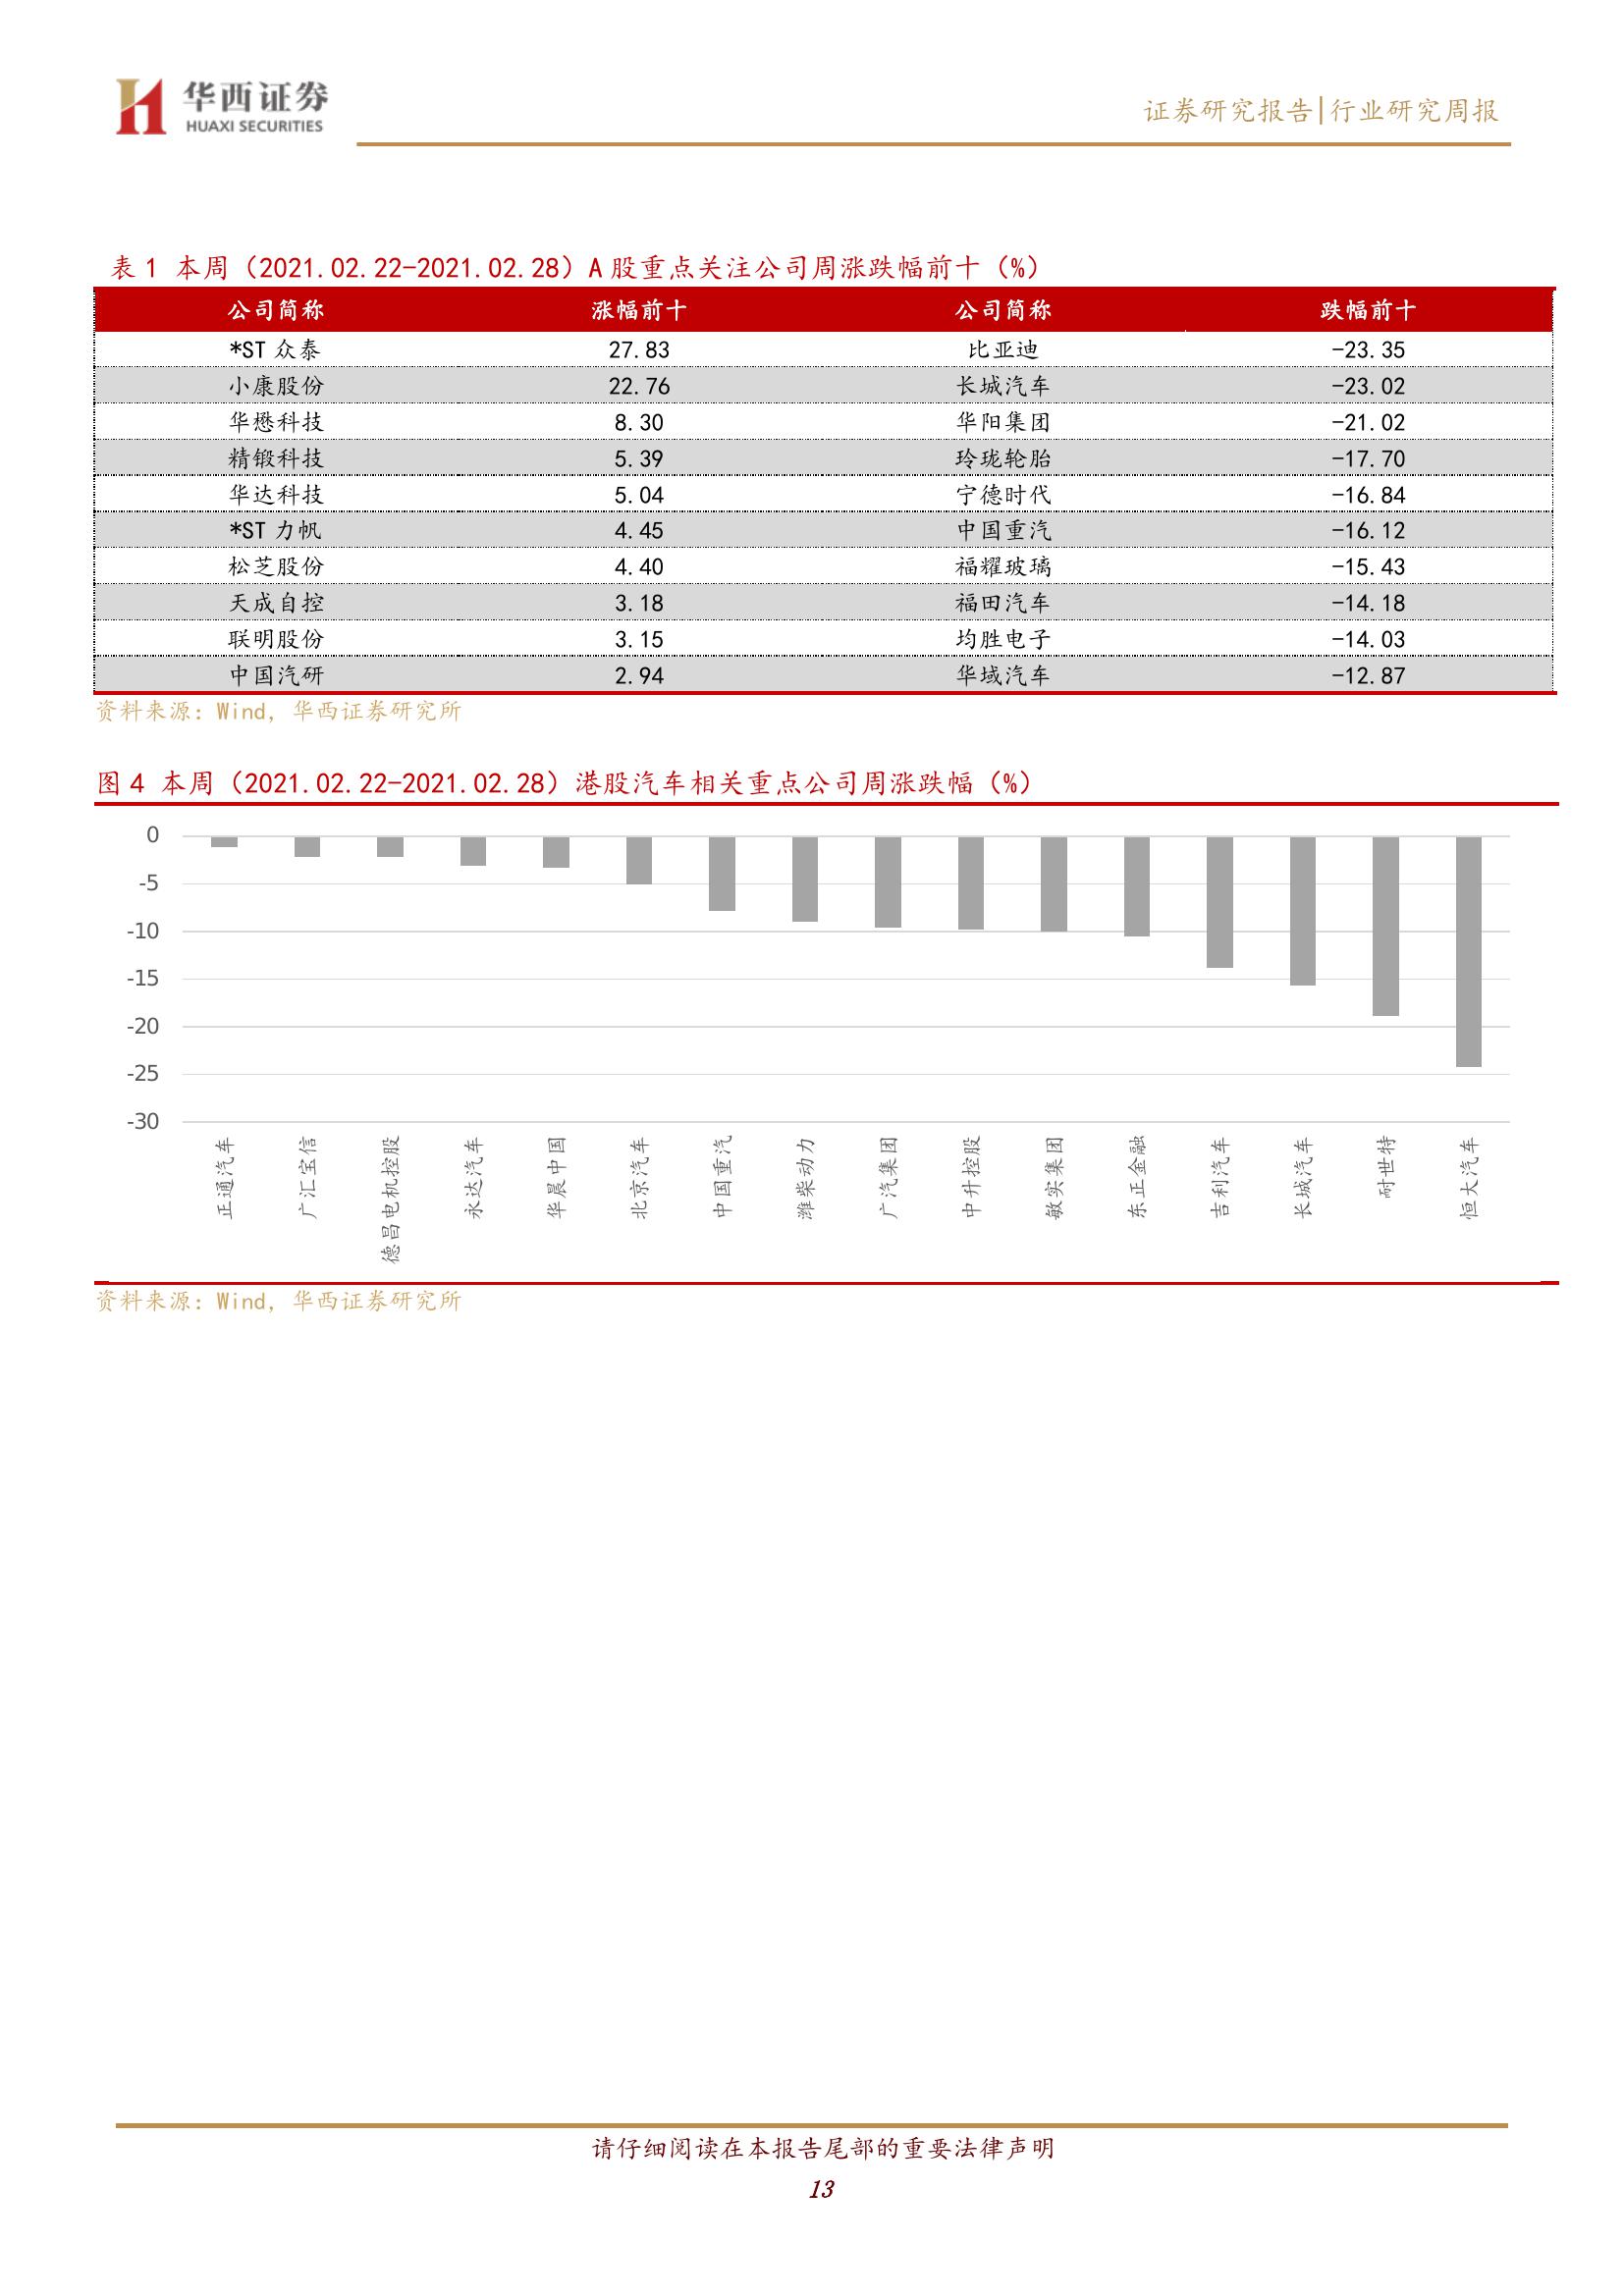 华西证券
HUAXI SECURITIES
证券研究报告|行业研究周报
表 1 本周（2021.02.22-2021.02.28）A 股重点关注公司周涨跌幅前十（%）
公司简称 涨幅前十 公司简称 跌幅前十
*ST 众泰 27.83 比亚迪 -23.35
小康股份 22.76 长城汽车 -23.02
华懋科技 8.30 华阳集团 -21.02
精锻科技 5.39 玲珑轮胎 -17.70
华达科技 5.04 宁德时代 -16.84
*ST 力帆 4.45 中国重汽 -16.12
松芝股份 4.40 福耀玻璃 -15.43
天成自控 3.18 福田汽车 -14.18
联明股份 3.15 均胜电子 -14.03
中国汽研 2.94 华域汽车 -12.87
资料来源：Wind，华西证券研究所
图 4 本周（2021.02.22-2021.02.28）港股汽车相关重点公司周涨跌幅（%）
0
-5
-10
-15
-20
-25
-30
正通汽车
广汇宝信
德昌电机控股
永达汽车
华晨中国
北京汽车
中国重汽
潍柴动力
广汽集团
中升控股
敏实集团
东正金融
吉利汽车
长城汽车
耐世特
恒大汽车
资料来源：Wind，华西证券研究所
请仔细阅读在本报告尾部的重要法律声明
13